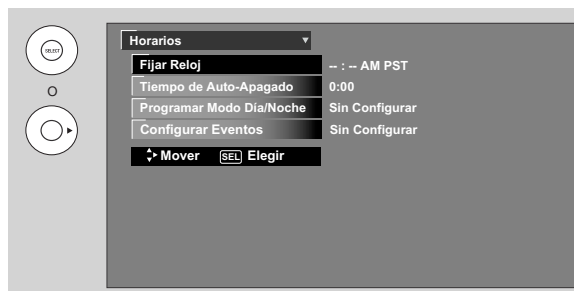 SELECT
O
Horarios
Fijar Reloj -- : -- AM PST
Tiempo de Auto-Apagado 0:00
Programar Modo Día/Noche Sin Configurar
Configurar Eventos Sin Configurar
Mover SEL Elegir